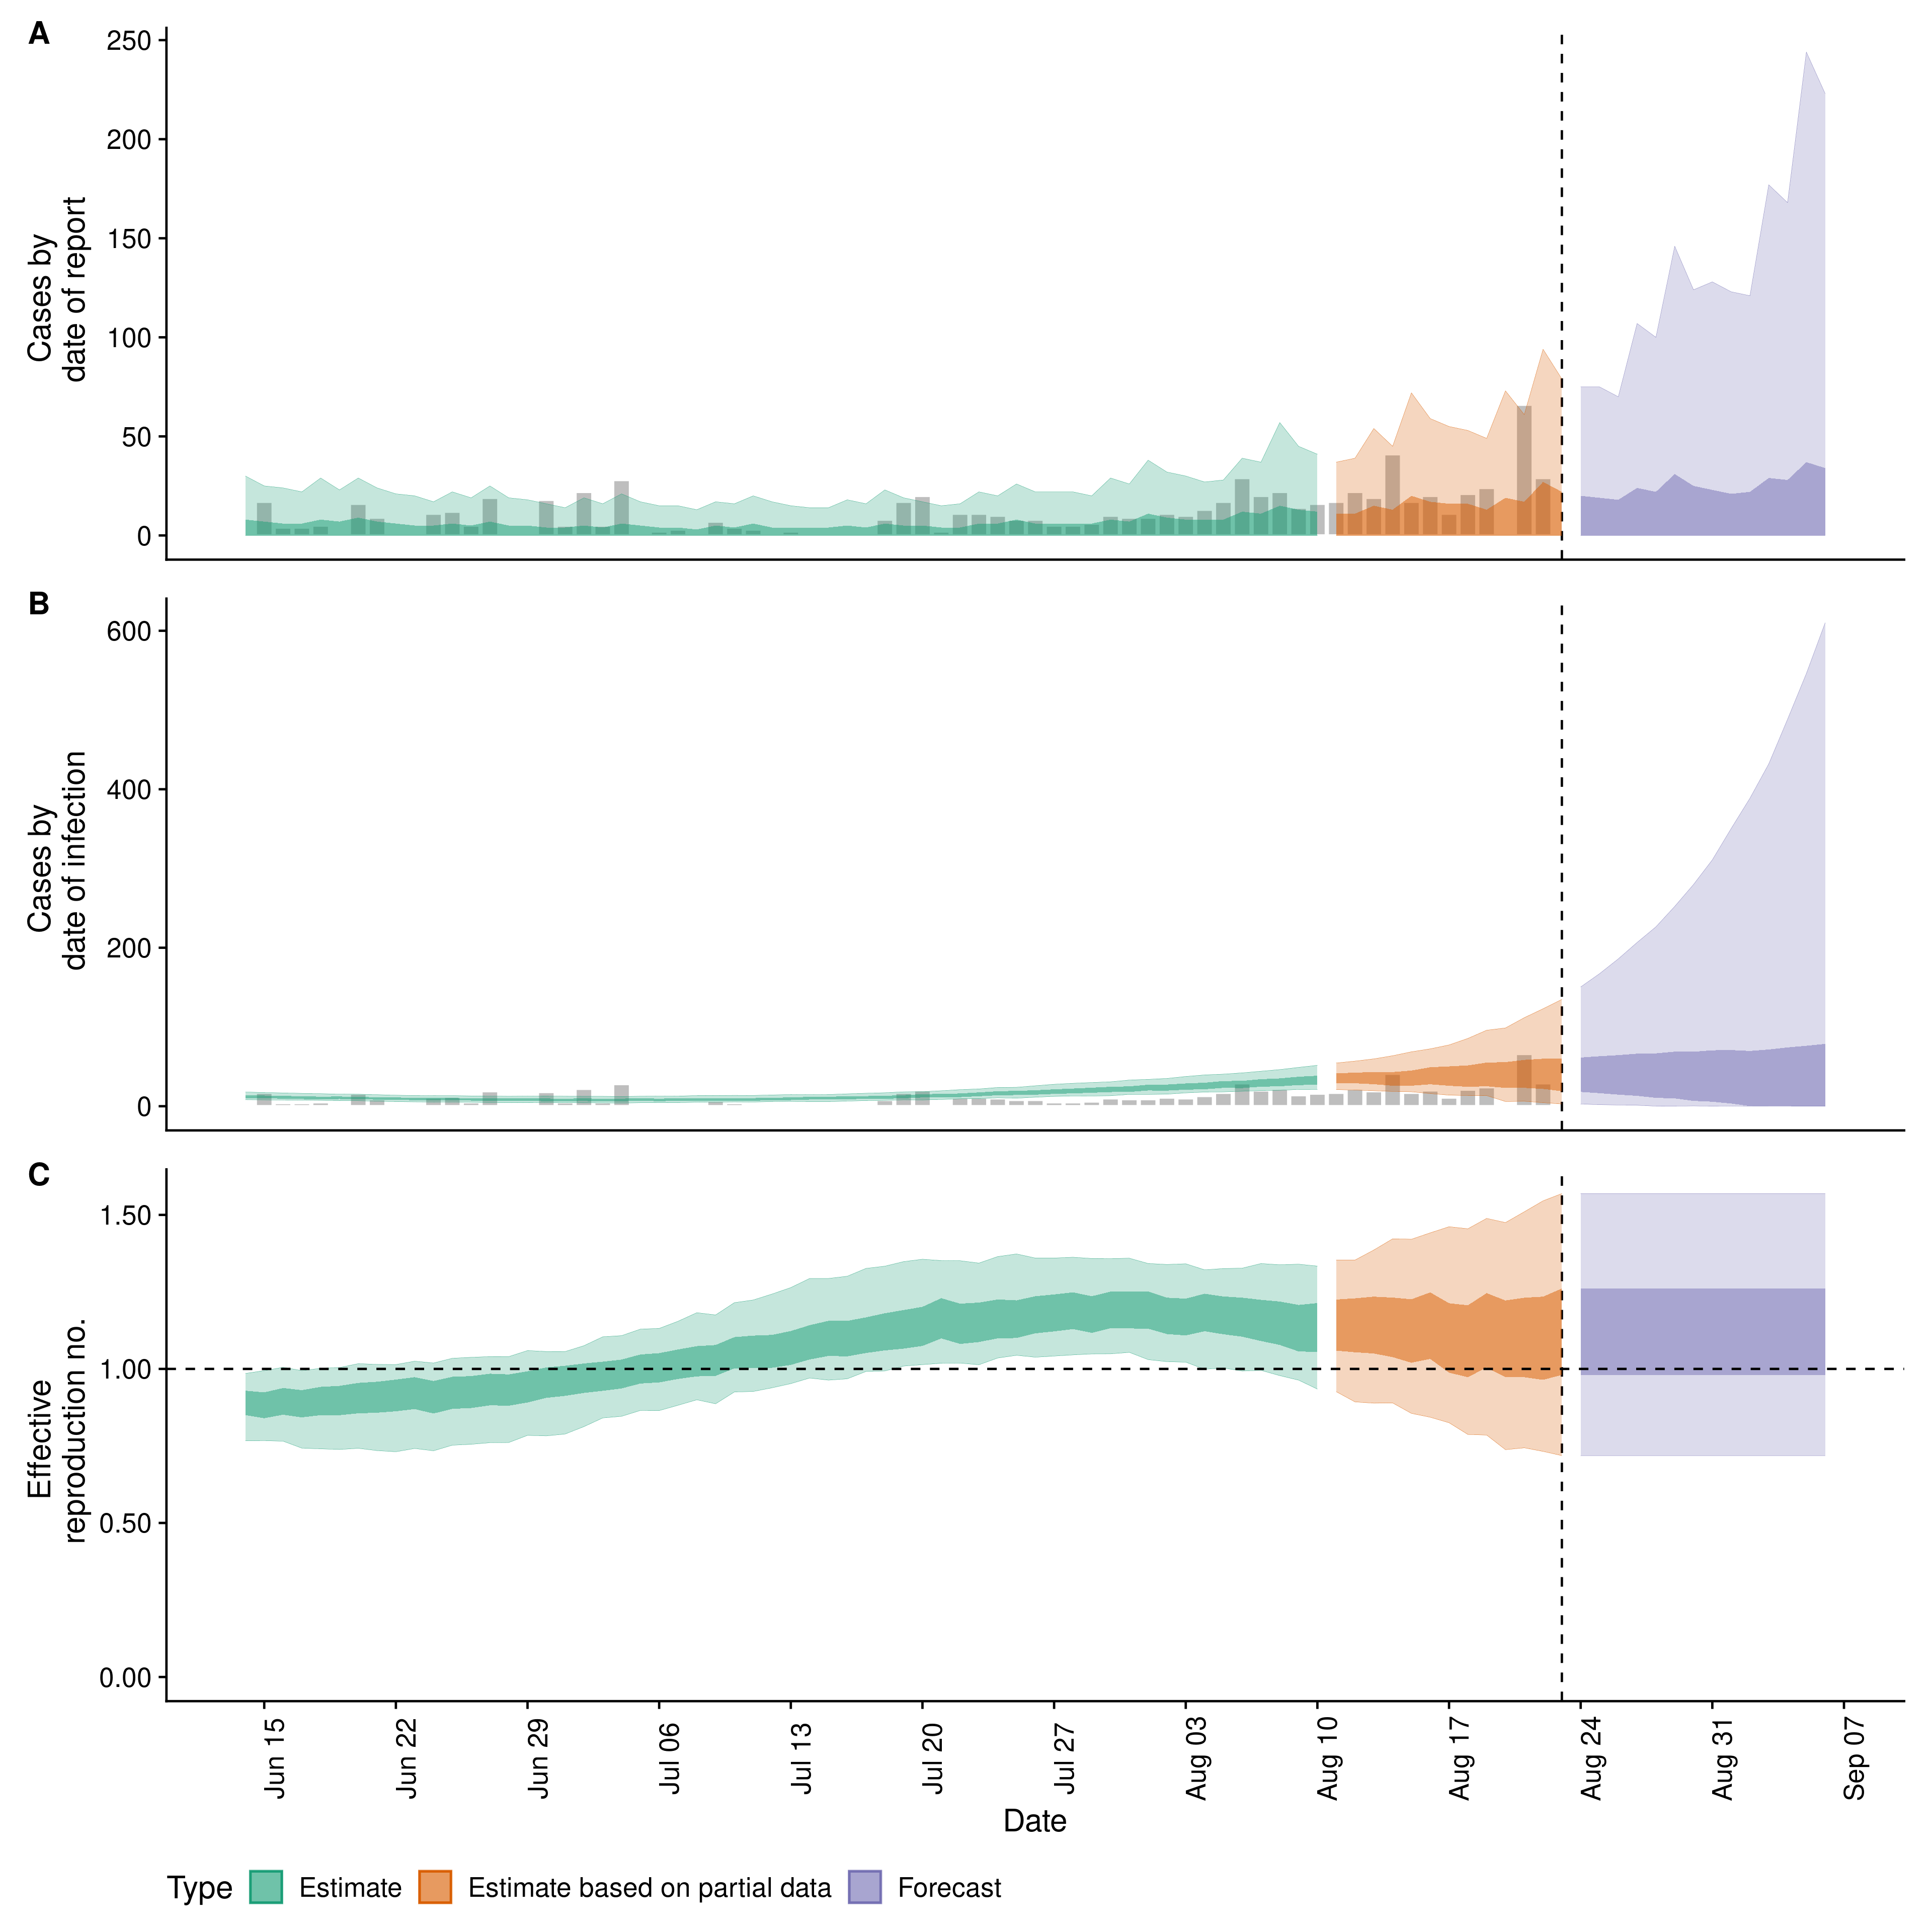 A
Cases by
date of report
250
200
150
100
50
0
B
Cases by
date of infection
600
400
200
0
C
Effective
reproduction no.
1.50
1.00
0.50
0.00
Jun 15
Jun 22
Jun 29
Jul 06
Jul 13
Jul 20
Jul 27
Aug 03
Aug 10
Aug 17
Aug 24
Aug 31
Sep 07
Date
Type Estimate Estimate based on partial data Forecast